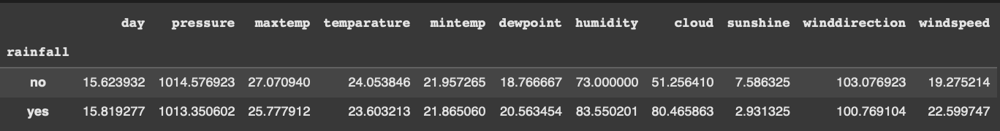 day pressure maxtemp temparature mintemp dewpoint humidity cloud sunshine winddirection windspeed
rainfall
no 15.623932 1014.576923 27.070940 24.053846 21.957265 18.766667 73.000000 51.256410 7.586325 103.076923 19.275214
yes 15.819277 1013.350602 25.777912 23.603213 21.865060 20.563454 83.550201 80.465863 2.931325 100.769104 22.599747